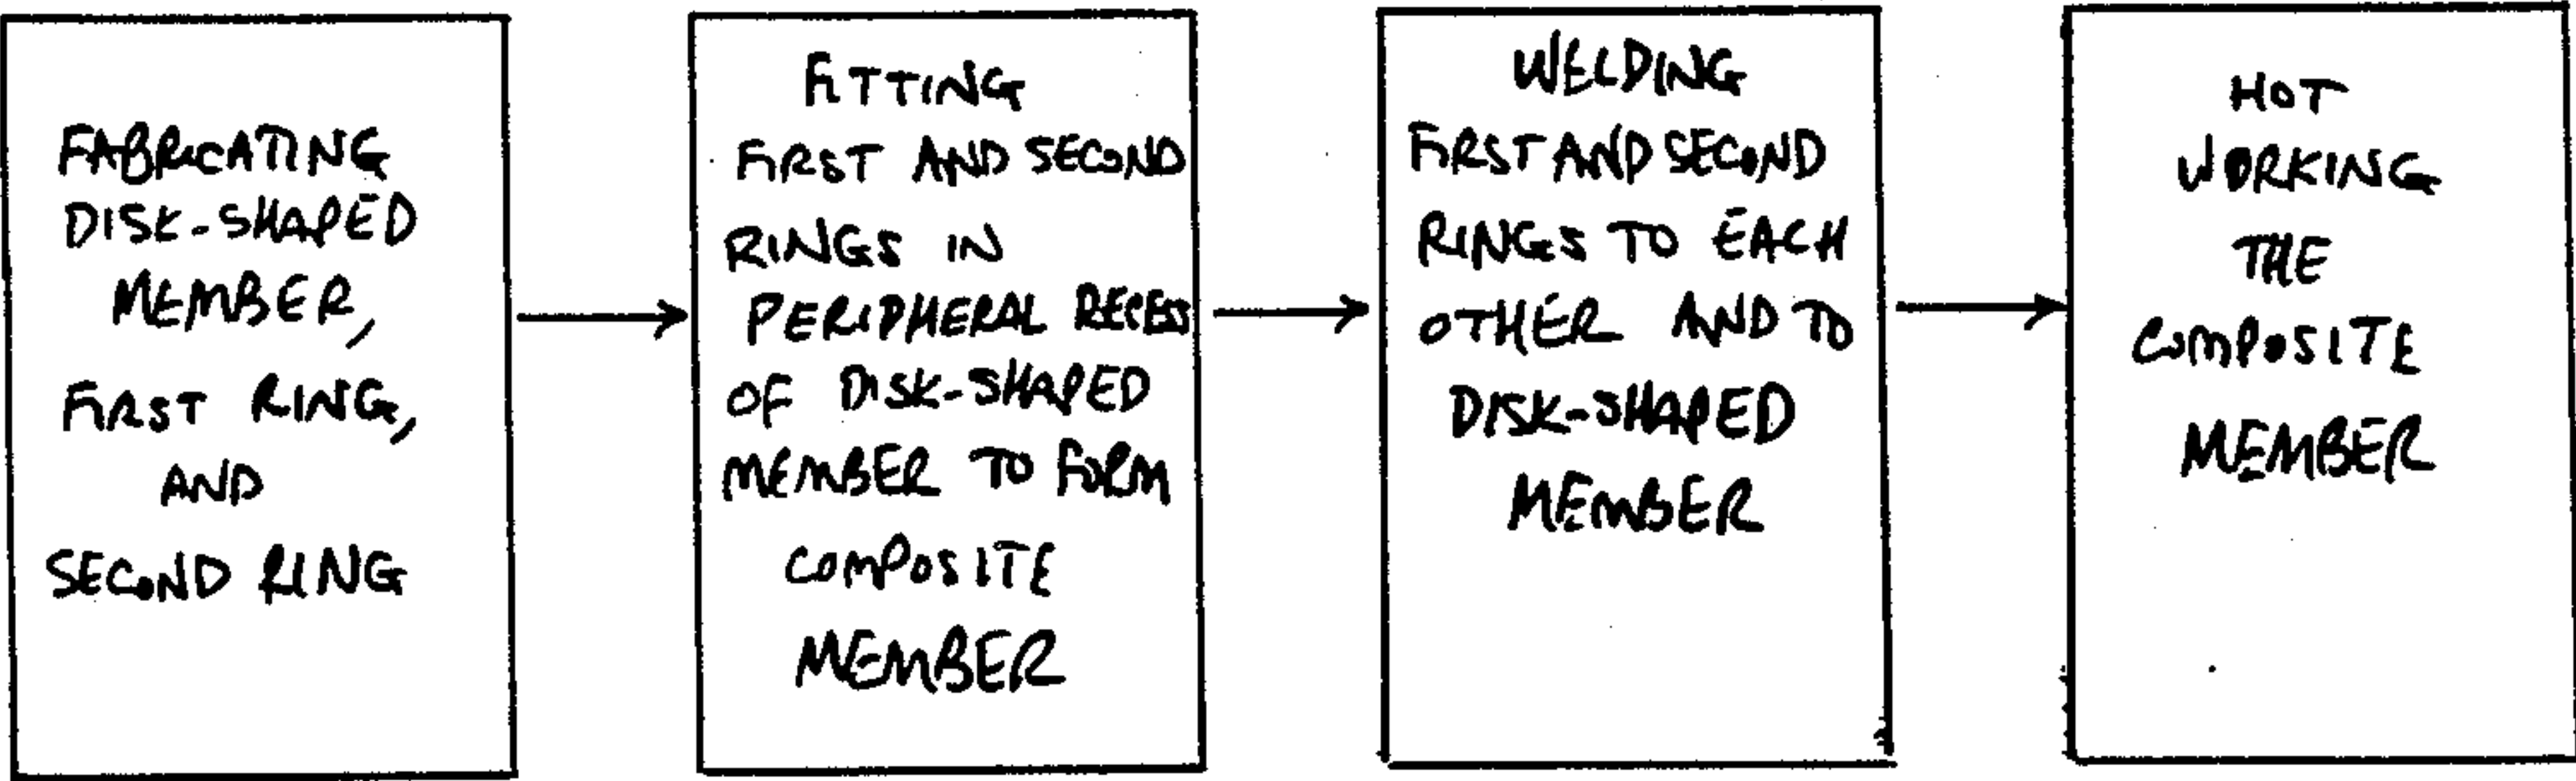 FABRICATING
DISK-SHAPED
MEMBER,
FIRST RING,
AND
SECOND RING
FITTING
FIRST AND SECOND
RINGS IN
PERIPHERAL RECESS
OF DISK-SHAPED
MEMBER TO FORM
COMPOSITE
MEMBER
WELDING
FIRST AND SECOND
RINGS TO EACH
OTHER AND TO
DISK-SHAPED
MEMBER
HOT
WORKING
THE
COMPOSITE
MEMBER